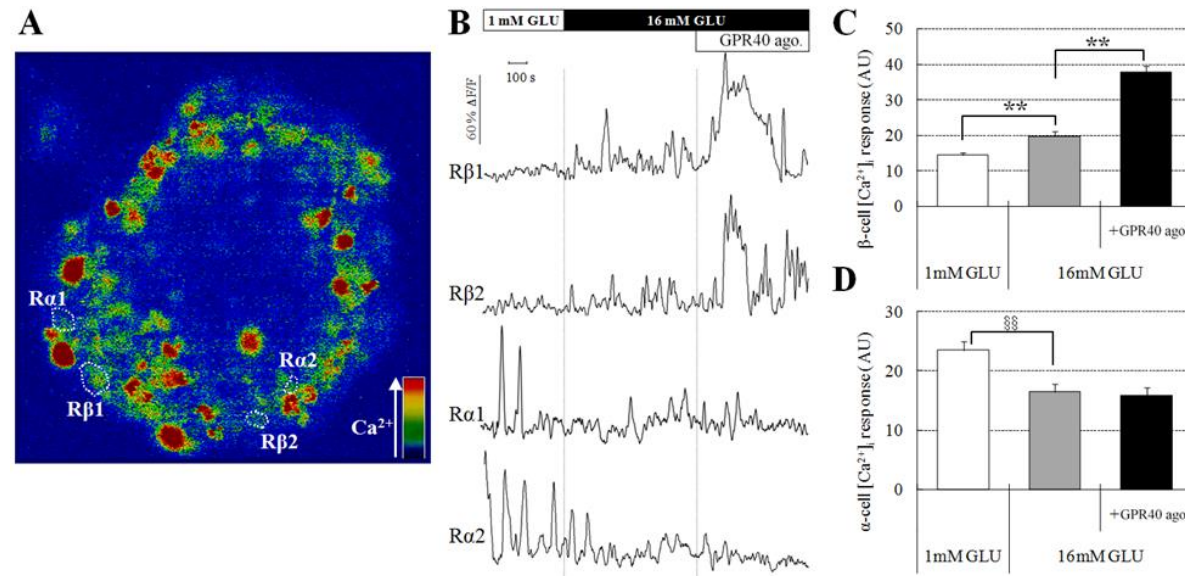 A
Rα1
Rβ1
Rα2
Rβ2
Ca²⁺
B
1 mM GLU
16 mM GLU
GPR40 ago.
100 s
60% ΔF/F
Rβ1
Rβ2
Rα1
Rα2
C
β-cell [Ca²⁺]ᵢ response (AU)
50
40
30
20
10
0
**
**
+GPR40 ago.
1mM GLU
16mM GLU
D
α-cell [Ca²⁺]ᵢ response (AU)
30
20
10
0
§§
+GPR40 ago.
1mM GLU
16mM GLU